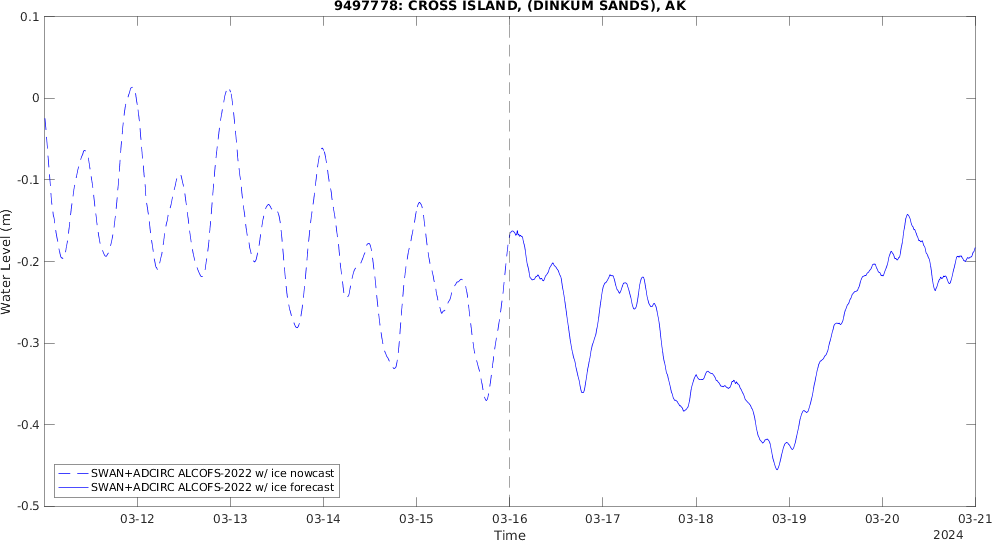 9497778: CROSS ISLAND, (DINKUM SANDS), AK
0.1
0
-0.1
-0.2
-0.3
-0.4
-0.5
Water Level (m)
SWAN+ADCIRC ALCOFS-2022 w/ ice nowcast
SWAN+ADCIRC ALCOFS-2022 w/ ice forecast
03-12 03-13 03-14 03-15 03-16 03-17 03-18 03-19 03-20 03-21
Time
2024